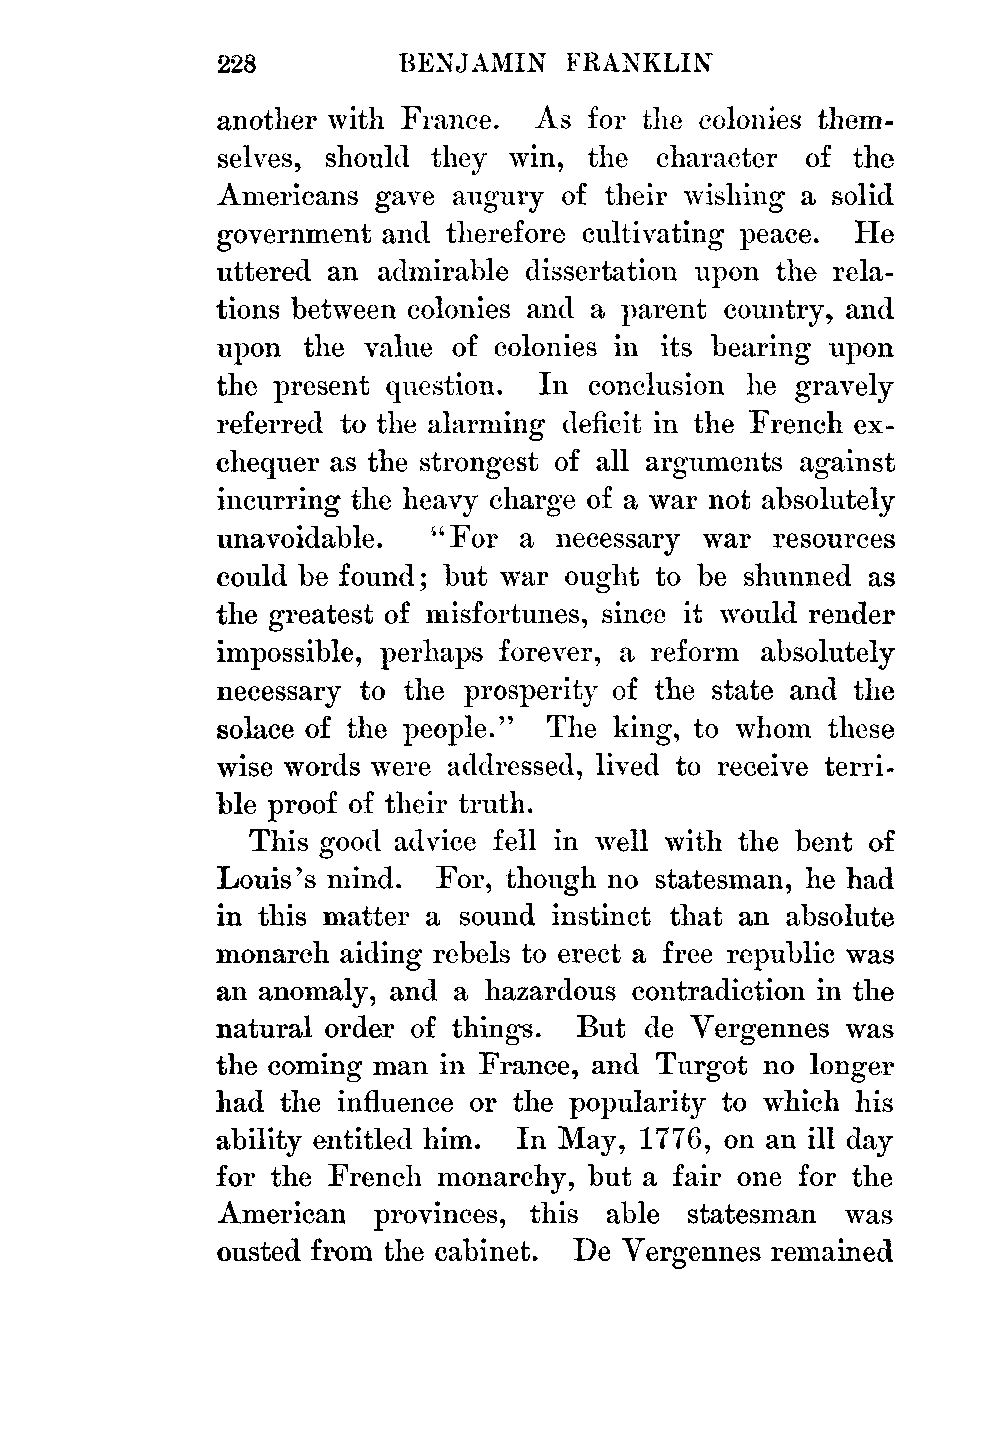 228 BENJAMIN FRANKLIN
another with France. As for the colonies them-
selves, should they win, the character of the
Americans gave augury of their wishing a solid
government and therefore cultivating peace. He
uttered an admirable dissertation upon the rela-
tions between colonies and a parent country, and
upon the value of colonies in its bearing upon
the present question. In conclusion he gravely
referred to the alarming deficit in the French ex-
chequer as the strongest of all arguments against
incurring the heavy charge of a war not absolutely
unavoidable. "For a necessary war resources
could be found; but war ought to be shunned as
the greatest of misfortunes, since it would render
impossible, perhaps forever, a reform absolutely
necessary to the prosperity of the state and the
solace of the people." The king, to whom these
wise words were addressed, lived to receive terri-
ble proof of their truth.
This good advice fell in well with the bent of
Louis's mind. For, though no statesman, he had
in this matter a sound instinct that an absolute
monarch aiding rebels to erect a free republic was
an anomaly, and a hazardous contradiction in the
natural order of things. But de Vergennes was
the coming man in France, and Turgot no longer
had the influence or the popularity to which his
ability entitled him. In May, 1776, on an ill day
for the French monarchy, but a fair one for the
American provinces, this able statesman was
ousted from the cabinet. De Vergennes remained